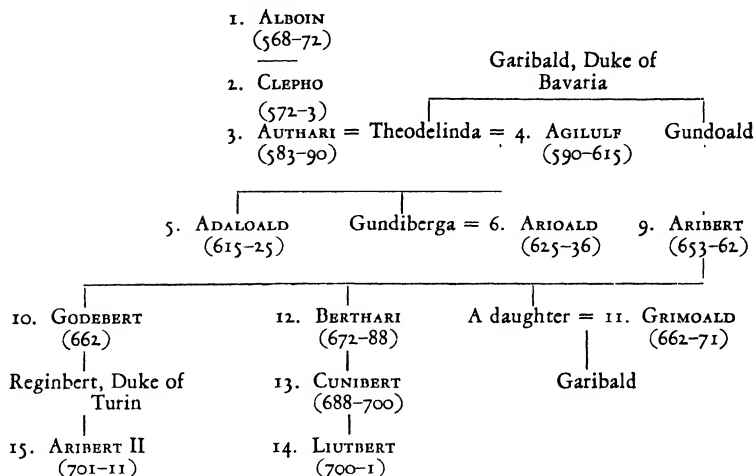 1. ALBOIN
(568-72)
Garibald, Duke of
Bavaria
2. CLEPHO
(572-3)
3. AUTHARI = Theodelinda = 4. AGILULF Gundoald
(583-90) (590-615)
5. ADALOALD Gundiberga = 6. ARIOALD 9. ARIBERT
(615-25) (625-36) (653-62)
10. GODEBERT 12. BERTHARI A daughter = 11. GRIMOALD
(662) (672-88) (662-71)
Reginbert, Duke of 13. CUNIBERT Garibald
Turin (688-700)
15. ARIBERT II 14. LIUTBERT
(701-11) (700-1)